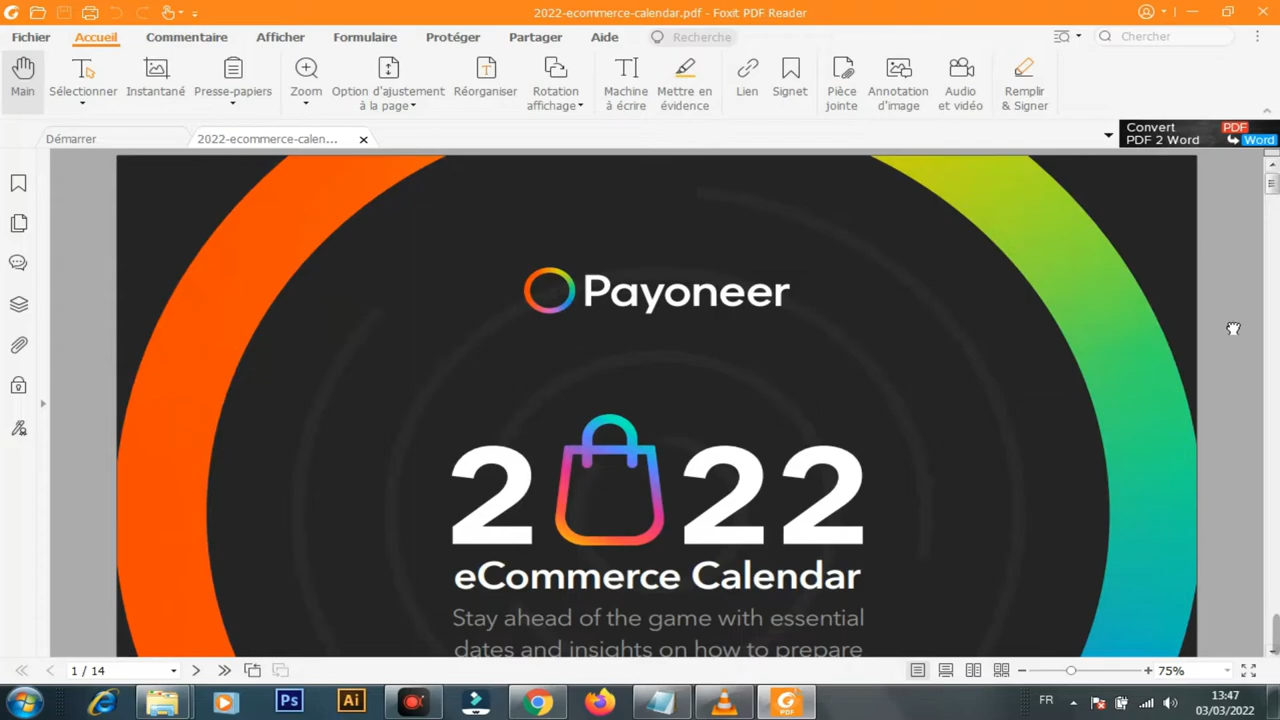 2022-ecommerce-calendar.pdf - Foxit PDF Reader
Fichier Accueil Commentaire Afficher Formulaire Protéger Partager Aide Recherche Chercher
Main Sélectionner Instantané Presse-papiers Zoom Option d'ajustement à la page Réorganiser Rotation affichage Machine à écrire Mettre en évidence Lien Signet Pièce jointe Annotation d'image Audio et vidéo Remplir & Signer
Démarrer 2022-ecommerce-calen...
Convert PDF
PDF 2 Word Word
Payoneer
2022
eCommerce Calendar
Stay ahead of the game with essential
dates and insights on how to prepare
1 / 14 75%
Ps Ai PDF FR 13:47
03/03/2022